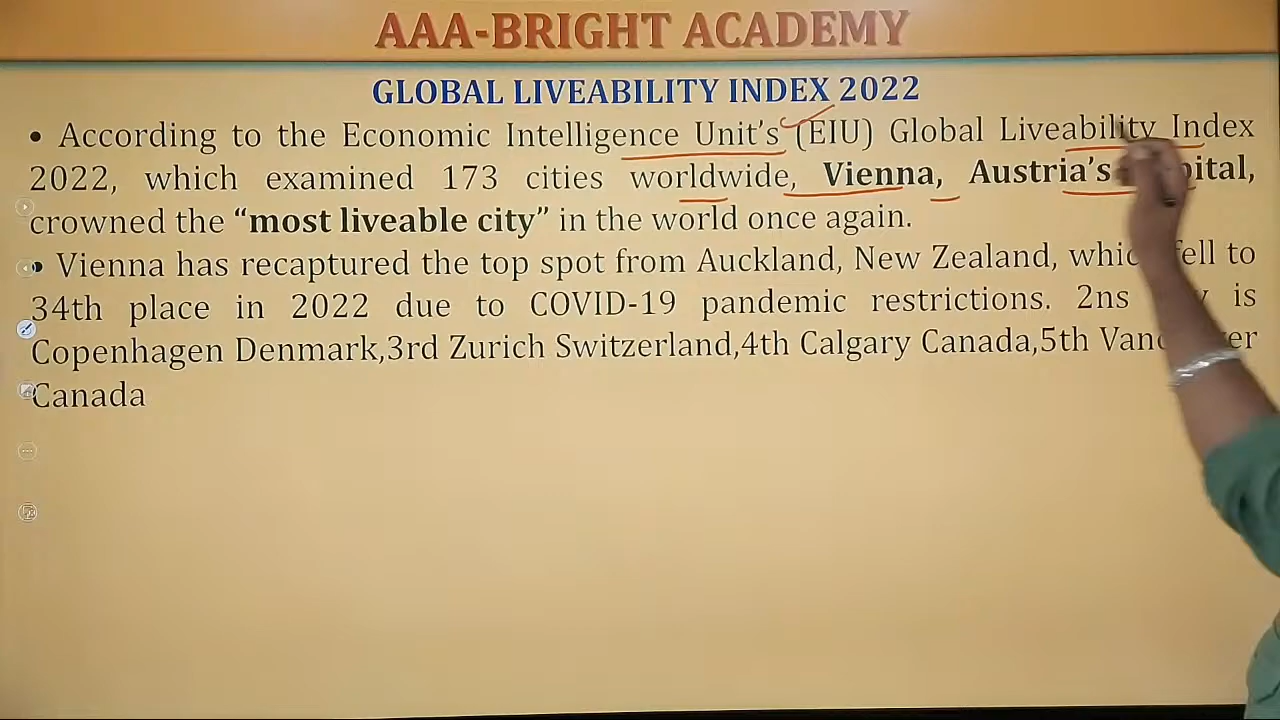 AAA-BRIGHT ACADEMY
GLOBAL LIVEABILITY INDEX 2022
• According to the Economic Intelligence Unit's (EIU) Global Liveability Index
2022, which examined 173 cities worldwide, Vienna, Austria's
crowned the “most liveable city” in the world once again.
• Vienna has recaptured the top spot from Auckland, New Zealand, fell to
34th place in 2022 due to COVID-19 pandemic restrictions. 2ns is
Copenhagen Denmark,3rd Zurich Switzerland,4th Calgary Canada,5th
Canada